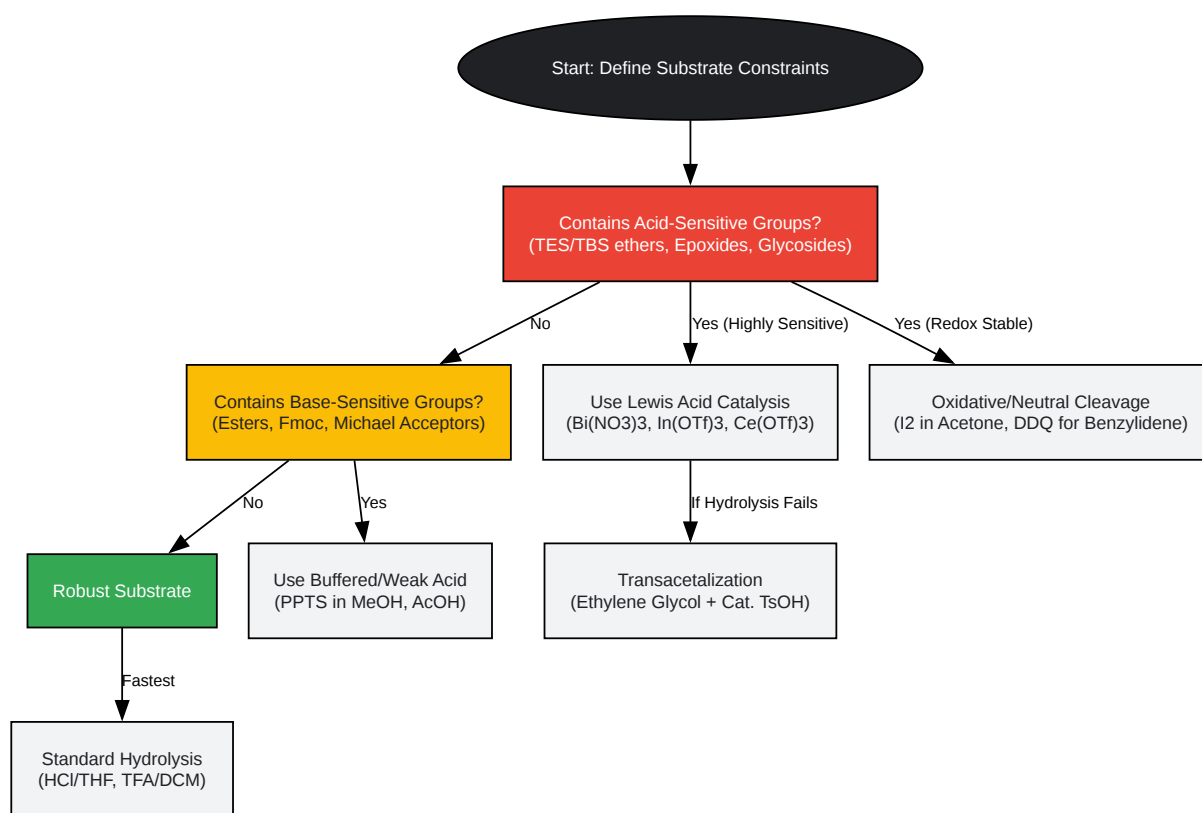 Start: Define Substrate Constraints
Contains Acid-Sensitive Groups?
(TES/TBS ethers, Epoxides, Glycosides)
No
Yes (Highly Sensitive)
Yes (Redox Stable)
Contains Base-Sensitive Groups?
(Esters, Fmoc, Michael Acceptors)
Use Lewis Acid Catalysis
(Bi(NO3)3, In(OTf)3, Ce(OTf)3)
Oxidative/Neutral Cleavage
(I2 in Acetone, DDQ for Benzylidene)
No
Yes
If Hydrolysis Fails
Robust Substrate
Use Buffered/Weak Acid
(PPTS in MeOH, AcOH)
Transacetalization
(Ethylene Glycol + Cat. TsOH)
Fastest
Standard Hydrolysis
(HCl/THF, TFA/DCM)